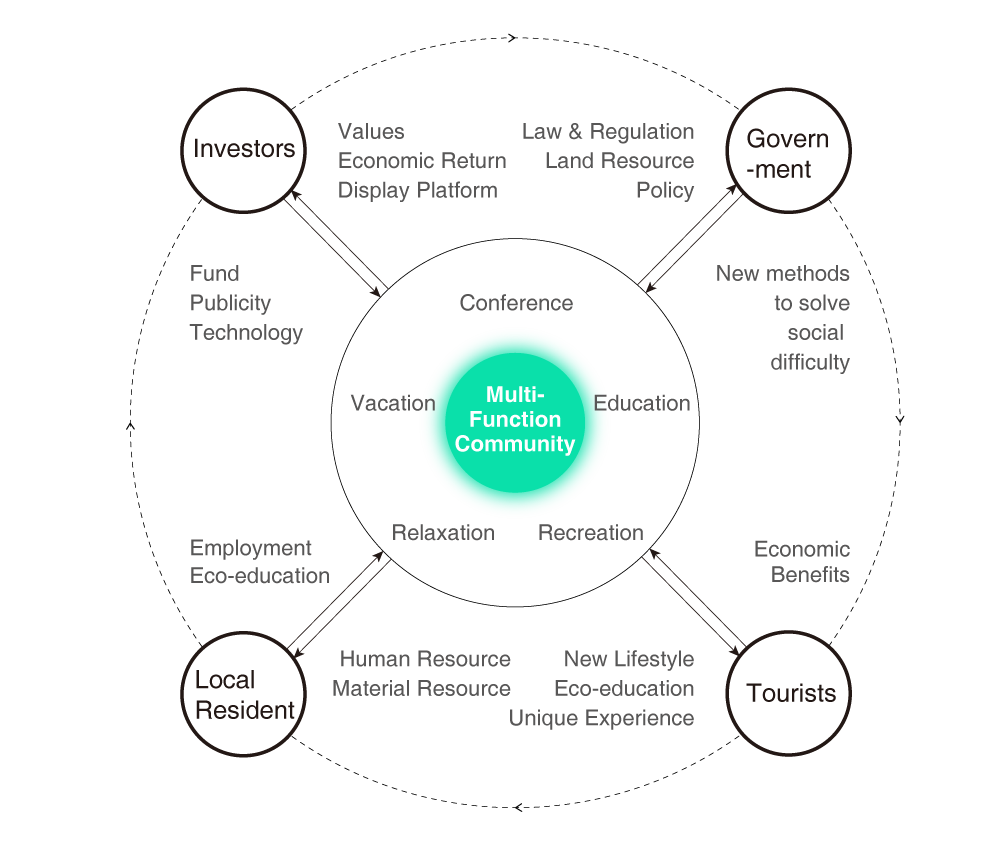 Investors
Values
Economic Return
Display Platform
Law & Regulation
Land Resource
Policy
Govern
-ment
Fund
Publicity
Technology
New methods
to solve
social
difficulty
Conference
Vacation
Multi-
Function
Community
Education
Relaxation
Recreation
Employment
Eco-education
Economic
Benefits
Local
Resident
Human Resource
Material Resource
New Lifestyle
Eco-education
Unique Experience
Tourists